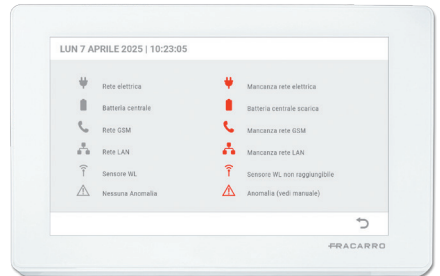 LUN 7 APRILE 2025 | 10:23:05
Rete elettrica
Mancanza rete elettrica
Batteria centrale
Batteria centrale scarica
Rete GSM
Mancanza rete GSM
Rete LAN
Mancanza rete LAN
Sensore WL
Sensore WL non raggiungibile
Nessuna Anomalia
Anomalia (vedi manuale)
FRACARRO